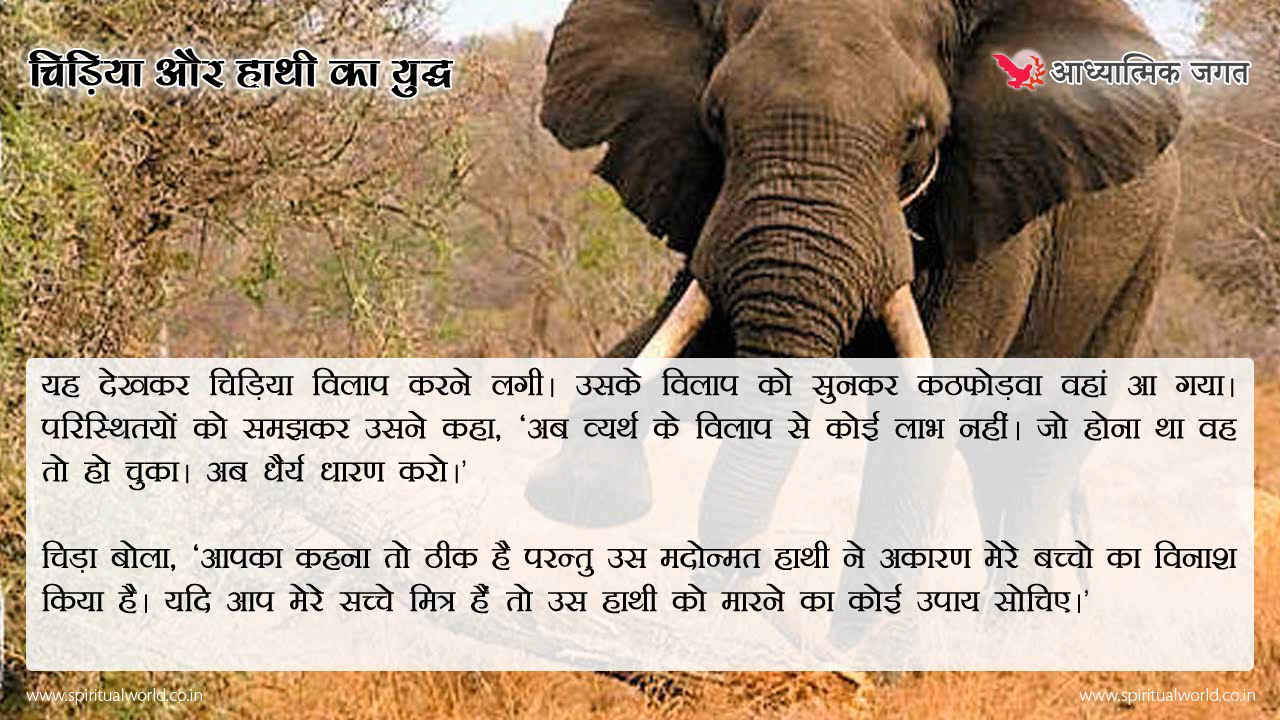 चिड़िया और हाथी का युद्ध
आध्यात्मिक जगत
यह देखकर चिड़िया विलाप करने लगी। उसके विलाप को सुनकर कठफोड़वा वहां आ गया।
परिस्थितयों को समझकर उसने कहा, ‘अब व्यर्थ के विलाप से कोई लाभ नहीं। जो होना था वह
तो हो चुका। अब धैर्य धारण करो।’
चिड़ा बोला, ‘आपका कहना तो ठीक है परन्तु उस मदोन्मत हाथी ने अकारण मेरे बच्चो का विनाश
किया है। यदि आप मेरे सच्चे मित्र हैं तो उस हाथी को मारने का कोई उपाय सोचिए।’
www.spiritualworld.co.in
www.spiritualworld.co.in